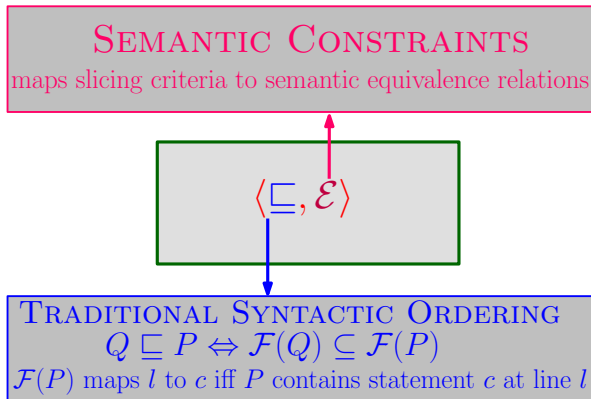 SEMANTIC CONSTRAINTS
maps slicing criteria to semantic equivalence relations
⟨⊑, ℰ⟩
TRADITIONAL SYNTACTIC ORDERING
Q ⊑ P ⇔ ℱ(Q) ⊆ ℱ(P)
ℱ(P) maps l to c iff P contains statement c at line l